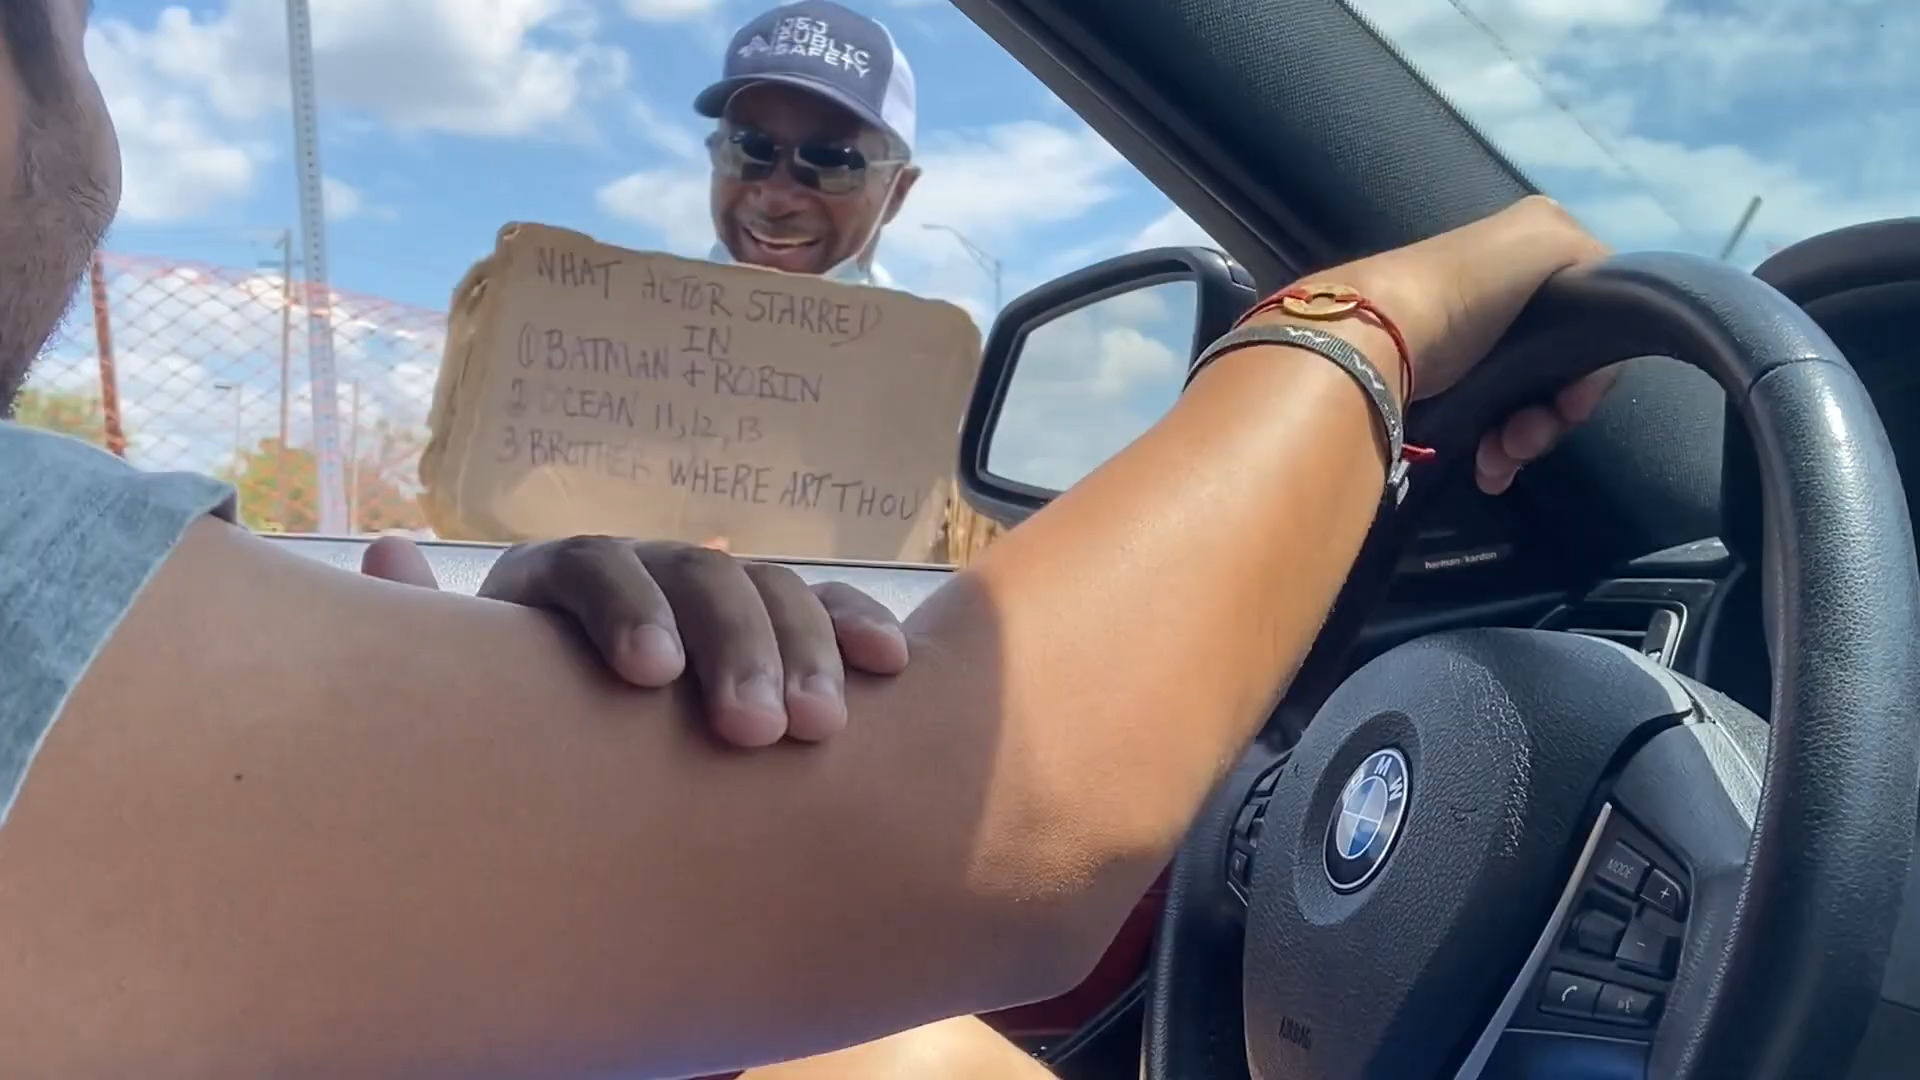 J&J
PUBLIC
SAFETY
WHAT ACTOR STARRED
IN
① BATMAN + ROBIN
2 OCEAN 11, 12, 13
3 BROTHER WHERE ART THOU
harman/kardon
BMW
MODE
+
-
AIRBAG